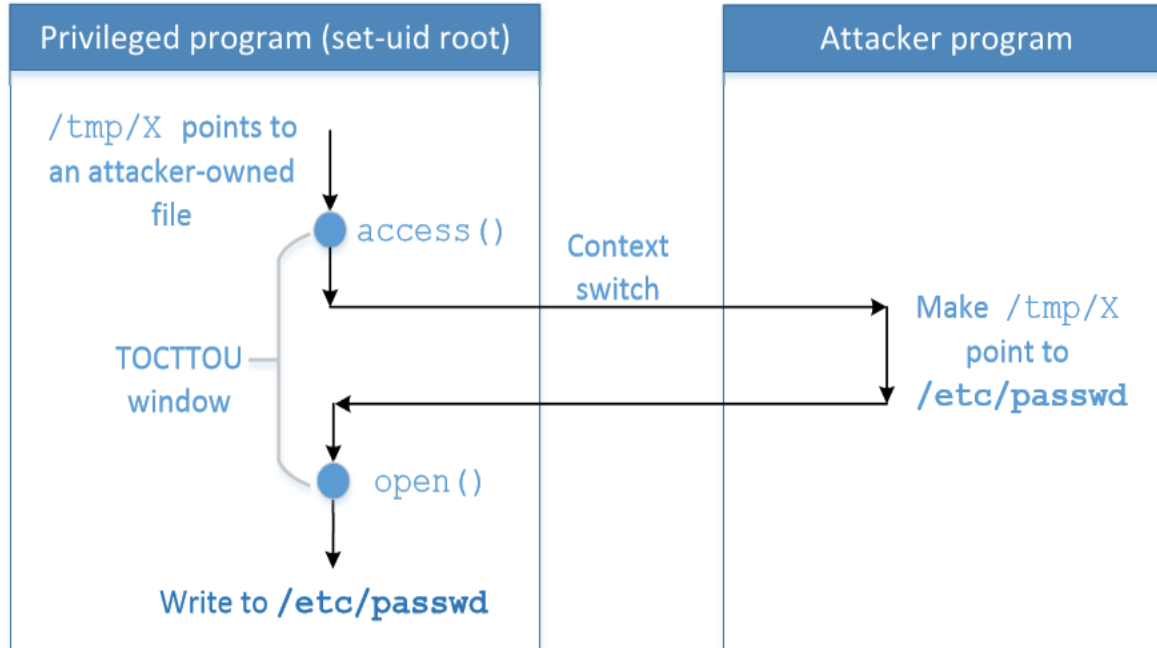 Privileged program (set-uid root)
Attacker program
/tmp/X points to
an attacker-owned
file
access()
Context
switch
Make /tmp/X
point to
/etc/passwd
TOCTTOU
window
open()
Write to /etc/passwd